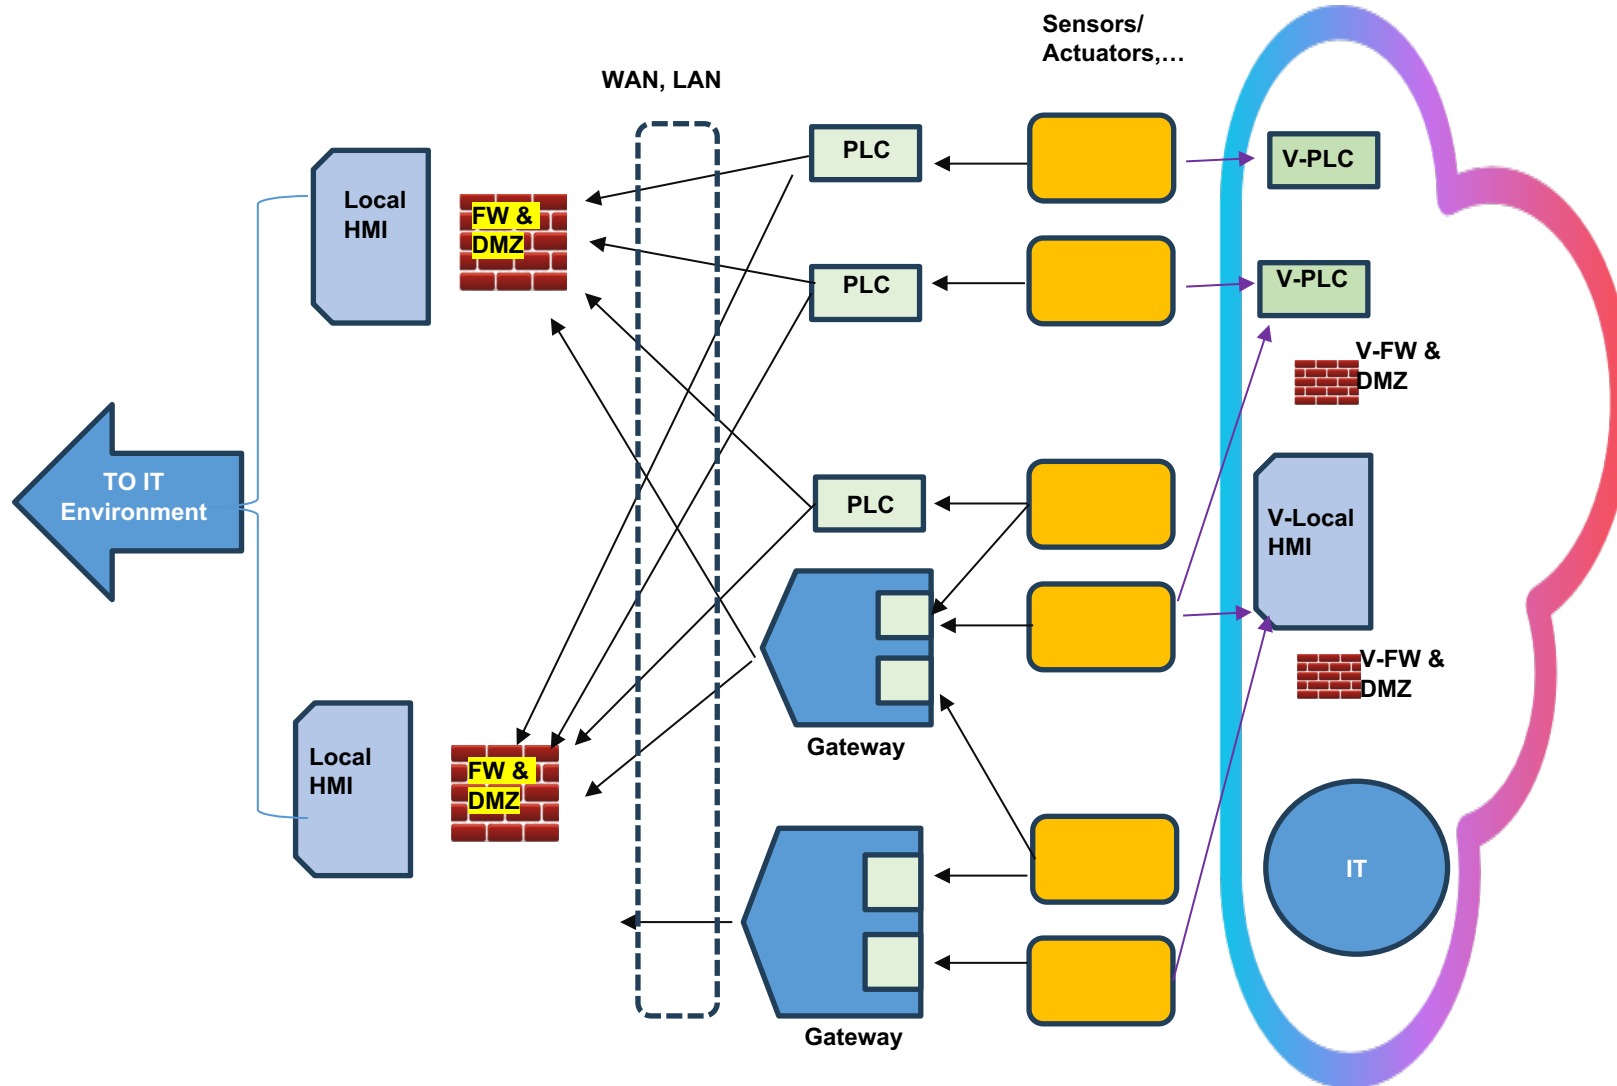 Sensors/
Actuators,...
WAN, LAN
PLC
V-PLC
Local
HMI
FW &
DMZ
PLC
V-PLC
V-FW &
DMZ
TO IT
Environment
PLC
V-Local
HMI
V-FW &
DMZ
Gateway
Local
HMI
FW &
DMZ
IT
Gateway